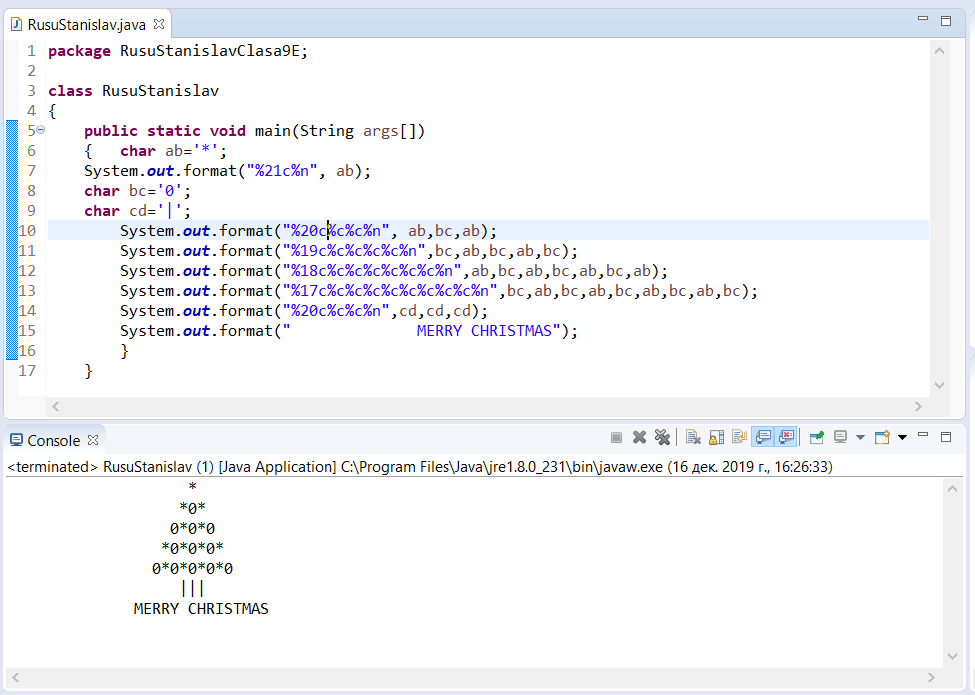 RusuStanislav.java
1 package RusuStanislavClasa9E;
2
3 class RusuStanislav
4 {
5     public static void main(String args[])
6     {   char ab='*';
7     System.out.format("%21c%n", ab);
8     char bc='0';
9     char cd='|';
10         System.out.format("%20c%c%c%n", ab,bc,ab);
11         System.out.format("%19c%c%c%c%c%n",bc,ab,bc,ab,bc);
12         System.out.format("%18c%c%c%c%c%c%c%n",ab,bc,ab,bc,ab,bc,ab);
13         System.out.format("%17c%c%c%c%c%c%c%c%c%n",bc,ab,bc,ab,bc,ab,bc,ab,bc);
14         System.out.format("%20c%c%c%n",cd,cd,cd);
15         System.out.format("              MERRY CHRISTMAS");
16         }
17     }
Console
<terminated> RusuStanislav (1) [Java Application] C:\Program Files\Java\jre1.8.0_231\bin\javaw.exe (16 дек. 2019 г., 16:26:33)
                    *
                   *0*
                  0*0*0
                 *0*0*0*
                0*0*0*0*0
                   |||
              MERRY CHRISTMAS